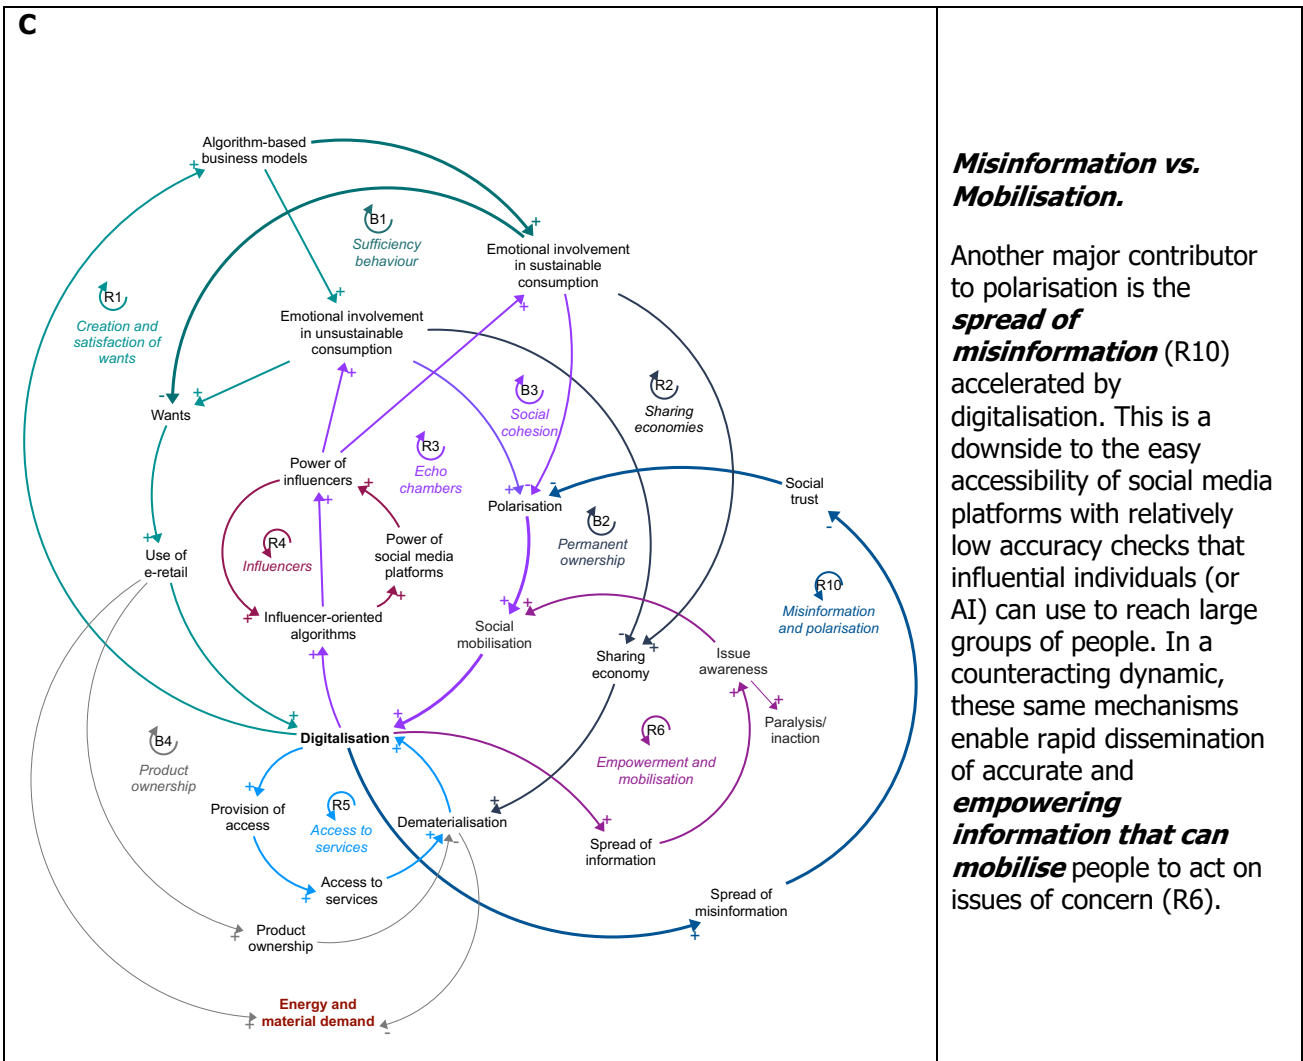 C
Algorithm-based
business models
+
+
B1
Sufficiency
behaviour
Emotional involvement
in sustainable
consumption
+
R1
Creation and
satisfaction of
wants
+
Emotional involvement
in unsustainable
consumption
+
-
+
Wants
B3
Social
cohesion
R2
Sharing
economies
R3
Echo
chambers
Power of
influencers
+
+
+
-
-
Polarisation
Social
trust
-
+
Use of
e-retail
R4
Influencers
Power of
social media
platforms
B2
Permanent
ownership
R10
Misinformation
and polarisation
+
+
Influencer-oriented
algorithms
+
+
+
Social
mobilisation
-
+
Sharing
economy
Issue
awareness
+
+
Paralysis/
inaction
+
+
Digitalisation
+
B4
Product
ownership
R6
Empowerment and
mobilisation
+
Provision of
access
R5
Access to
services
+
Dematerialisation
+
-
+
Spread of
information
+
Access to
services
Spread of
misinformation
+
+
Product
ownership
Energy and
material demand
+
-
Misinformation vs.
Mobilisation.
Another major contributor
to polarisation is the
spread of
misinformation (R10)
accelerated by
digitalisation. This is a
downside to the easy
accessibility of social media
platforms with relatively
low accuracy checks that
influential individuals (or
AI) can use to reach large
groups of people. In a
counteracting dynamic,
these same mechanisms
enable rapid dissemination
of accurate and
empowering
information that can
mobilise people to act on
issues of concern (R6).